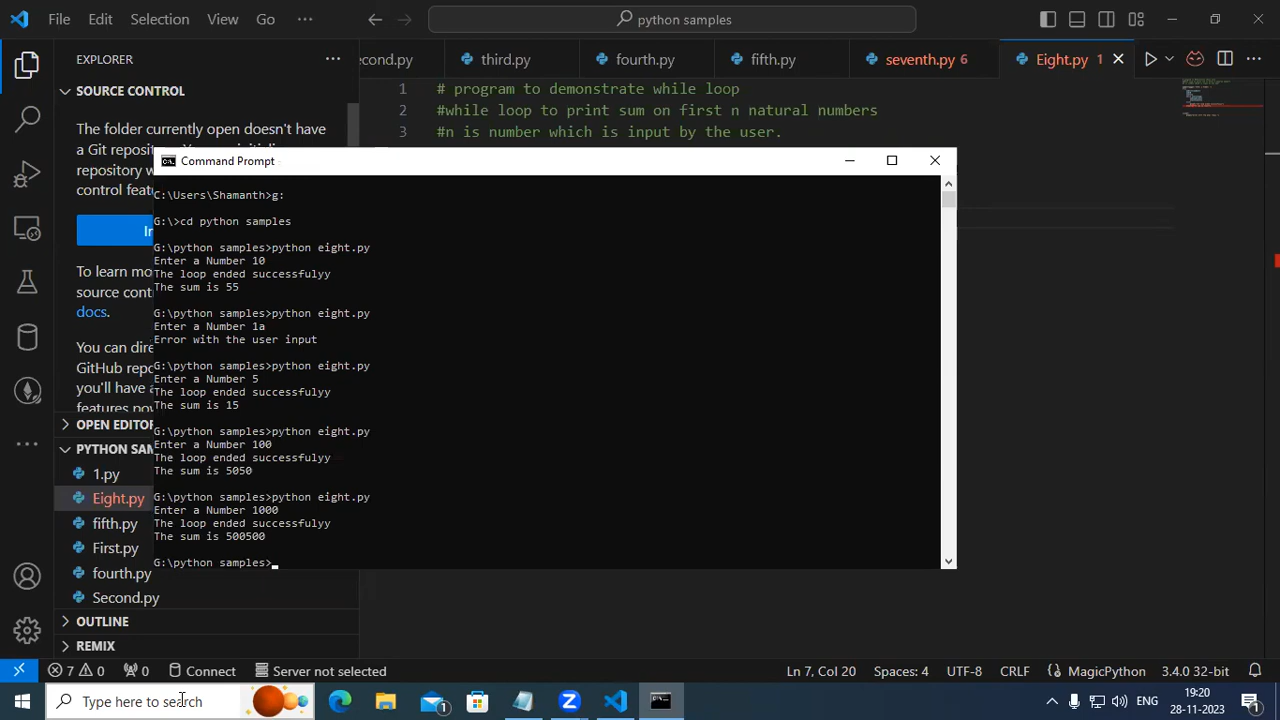 File Edit Selection View Go ··· python samples
EXPLORER
econd.py third.py fourth.py fifth.py seventh.py 6 Eight.py 1
SOURCE CONTROL
The folder currently open doesn't have
a Git repository
repository w
control featu
In
To learn mo
source contr
docs.
You can dire
GitHub repo
you'll have a
features pow
# program to demonstrate while loop
#while loop to print sum on first n natural numbers
#n is number which is input by the user.
1
2
3
Command Prompt
C:\Users\Shamanth>g:
G:\>cd python samples
G:\python samples>python eight.py
Enter a Number 10
The loop ended successfulyy
The sum is 55
G:\python samples>python eight.py
Enter a Number 1a
Error with the user input
G:\python samples>python eight.py
Enter a Number 5
The loop ended successfulyy
The sum is 15
G:\python samples>python eight.py
Enter a Number 100
The loop ended successfulyy
The sum is 5050
G:\python samples>python eight.py
Enter a Number 1000
The loop ended successfulyy
The sum is 500500
G:\python samples>
OPEN EDITOR
PYTHON SAM
1.py
Eight.py
fifth.py
First.py
fourth.py
Second.py
OUTLINE
REMIX
7 0 0 Connect Server not selected Ln 7, Col 20 Spaces: 4 UTF-8 CRLF MagicPython 3.4.0 32-bit
Type here to search 1 ENG 19:20
28-11-2023 1